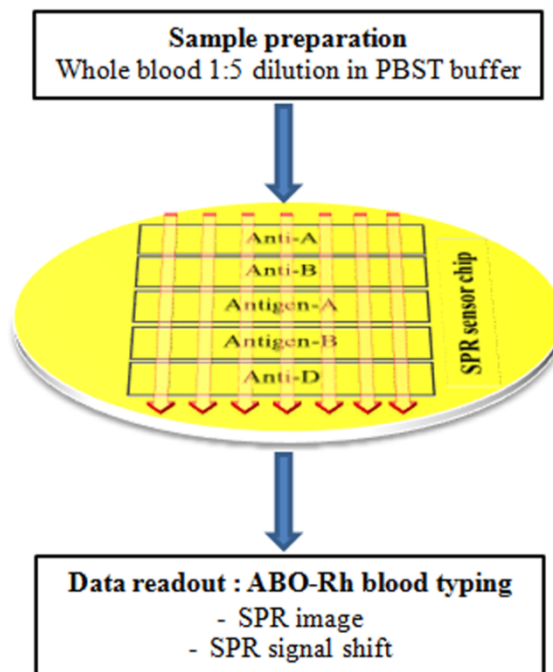 Sample preparation
Whole blood 1:5 dilution in PBST buffer
Anti-A
Anti-B
Antigen-A
Antigen-B
Anti-D
SPR sensor chip
Data readout : ABO-Rh blood typing
- SPR image
- SPR signal shift